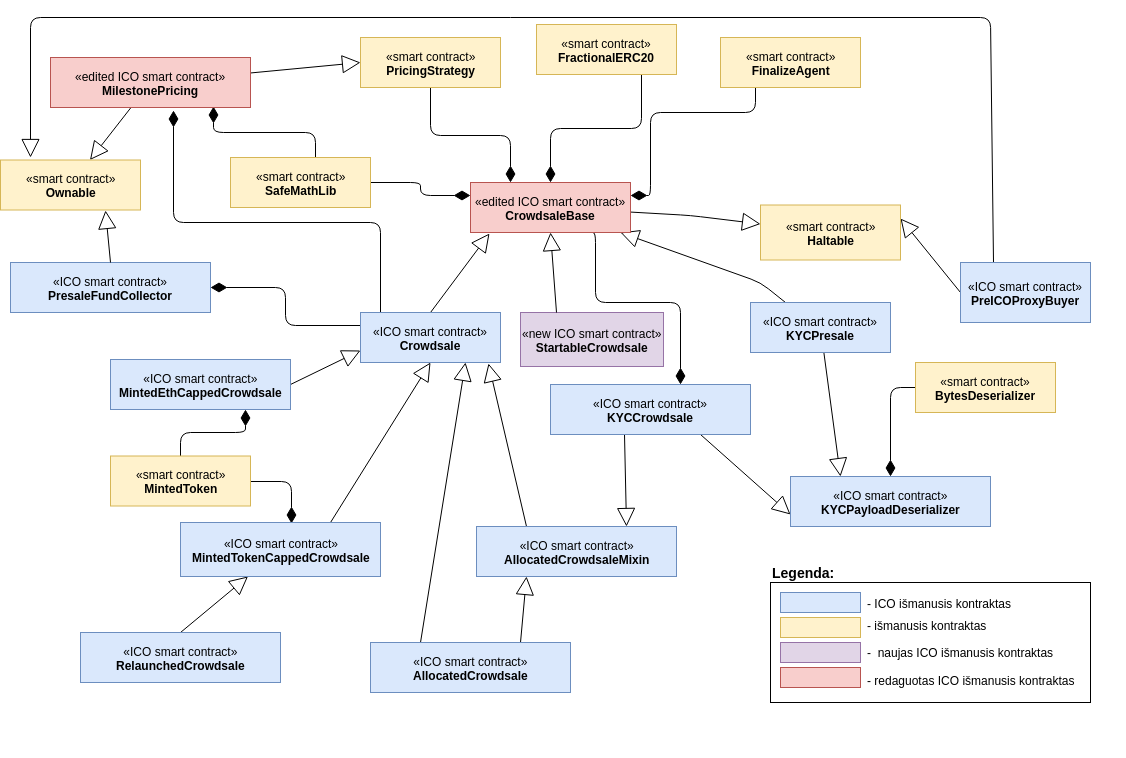 «smart contract»
FractionalERC20
«smart contract»
PricingStrategy
«smart contract»
FinalizeAgent
«edited ICO smart contract»
MilestonePricing
«smart contract»
Ownable
«smart contract»
SafeMathLib
«edited ICO smart contract»
CrowdsaleBase
«smart contract»
Haltable
«ICO smart contract»
PresaleFundCollector
«ICO smart contract»
PreICOProxyBuyer
«ICO smart contract»
Crowdsale
«new ICO smart contract»
StartableCrowdsale
«ICO smart contract»
KYCPresale
«ICO smart contract»
MintedEthCappedCrowdsale
«smart contract»
BytesDeserializer
«ICO smart contract»
KYCCrowdsale
«smart contract»
MintedToken
«ICO smart contract»
KYCPayloadDeserializer
«ICO smart contract»
MintedTokenCappedCrowdsale
«ICO smart contract»
AllocatedCrowdsaleMixin
«ICO smart contract»
RelaunchedCrowdsale
«ICO smart contract»
AllocatedCrowdsale
Legenda:
- ICO išmanusis kontraktas
- išmanusis kontraktas
- naujas ICO išmanusis kontraktas
- redaguotas ICO išmanusis kontraktas